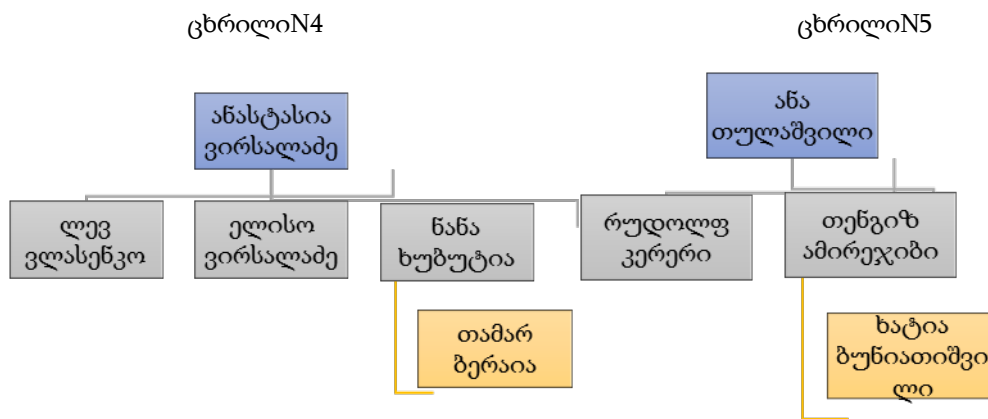 ცხრილიN4
ცხრილიN5
ანასტასია
ვირსალაძე
ანა
თულაშვილი
ლევ
ვლასენკო
ელისო
ვირსალაძე
ნანა
ხუბუტია
რუდოლფ
კერერი
თენგიზ
ამირეჯიბი
თამარ
ბერაია
ხატია
ბუნიათიშვი
ლი